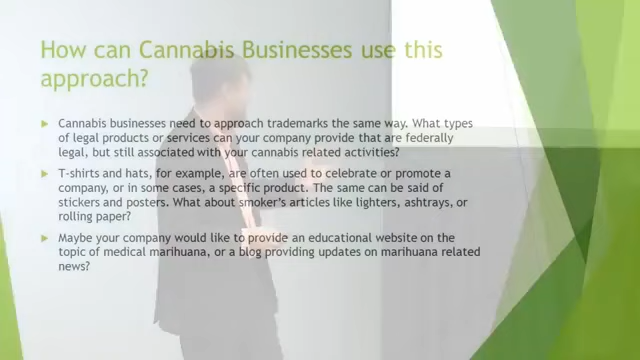 How can Cannabis Businesses use this
approach?
Cannabis businesses need to approach trademarks the same way. What types
of legal products or services can your company provide that are federally
legal, but still associated with your cannabis related activities?
T-shirts and hats, for example, are often used to celebrate or promote a
company, or in some cases, a specific product. The same can be said of
stickers and posters. What about smoker's articles like lighters, ashtrays, or
rolling paper?
Maybe your company would like to provide an educational website on the
topic of medical marihuana, or a blog providing updates on marihuana related
news?